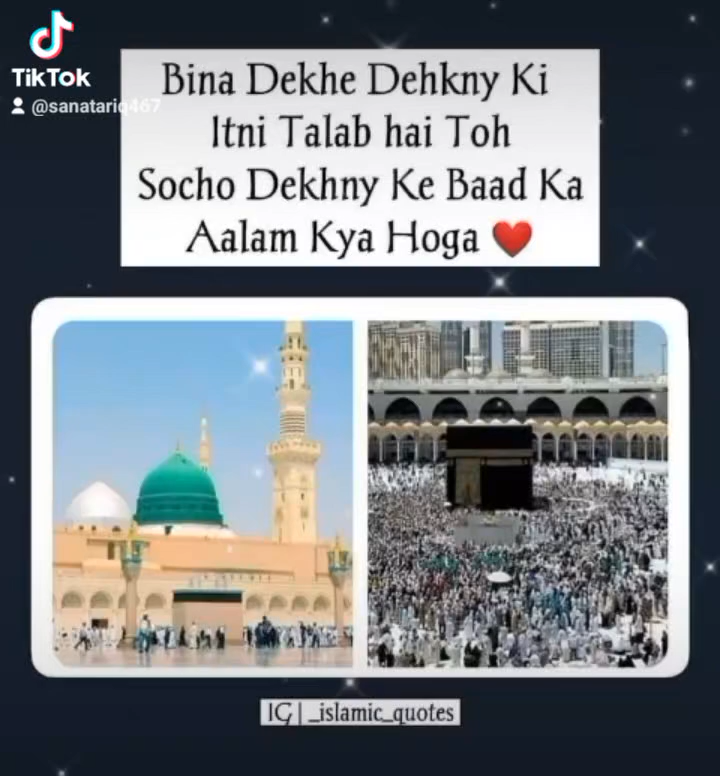 TikTok
@sanatariq467
Bina Dekhe Dehkny Ki
Itni Talab hai Toh
Socho Dekhny Ke Baad Ka
Aalam Kya Hoga ❤️
IG | _islamic_quotes